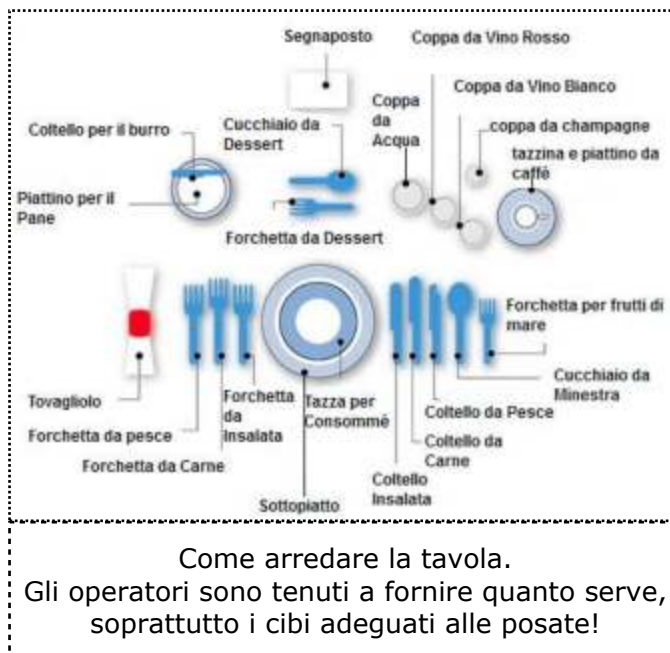 Segnaposto
Coppa da Vino Rosso
Coppa da Vino Bianco
Coppa
da
Acqua
coppa da champagne
tazzina e piattino da
caffé
Coltello per il burro
Cucchiaio da
Dessert
Piattino per il
Pane
Forchetta da Dessert
Forchetta per frutti di
mare
Cucchiaio da
Minestra
Tovagliolo
Forchetta
da
Insalata
Tazza per
Consommé
Coltello da Pesce
Forchetta da pesce
Forchetta da Carne
Coltello da
Carne
Coltello
Insalata
Sottopiatto
Come arredare la tavola.
Gli operatori sono tenuti a fornire quanto serve,
soprattutto i cibi adeguati alle posate!